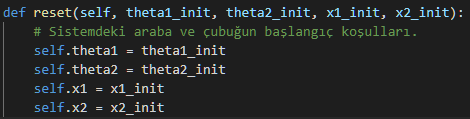 def reset(self, theta1_init, theta2_init, x1_init, x2_init):
# Sistemdeki araba ve çubuğun başlangıç koşulları.
self.theta1 = theta1_init
self.theta2 = theta2_init
self.x1 = x1_init
self.x2 = x2_init